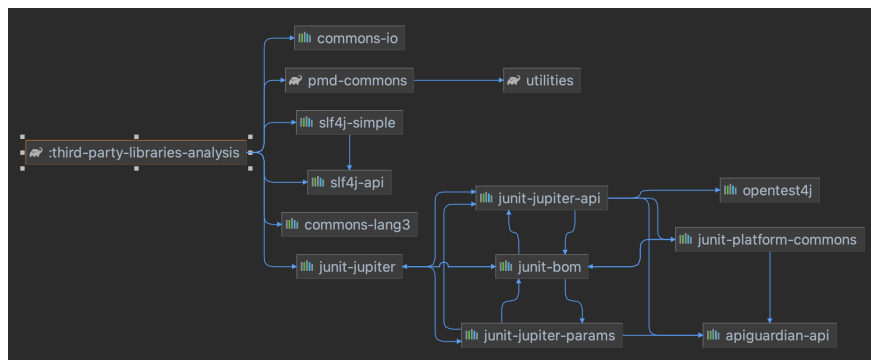 commons-io
pmd-commons
utilities
slf4j-simple
:third-party-libraries-analysis
slf4j-api
junit-jupiter-api
opentest4j
commons-lang3
junit-platform-commons
junit-jupiter
junit-bom
junit-jupiter-params
apiguardian-api